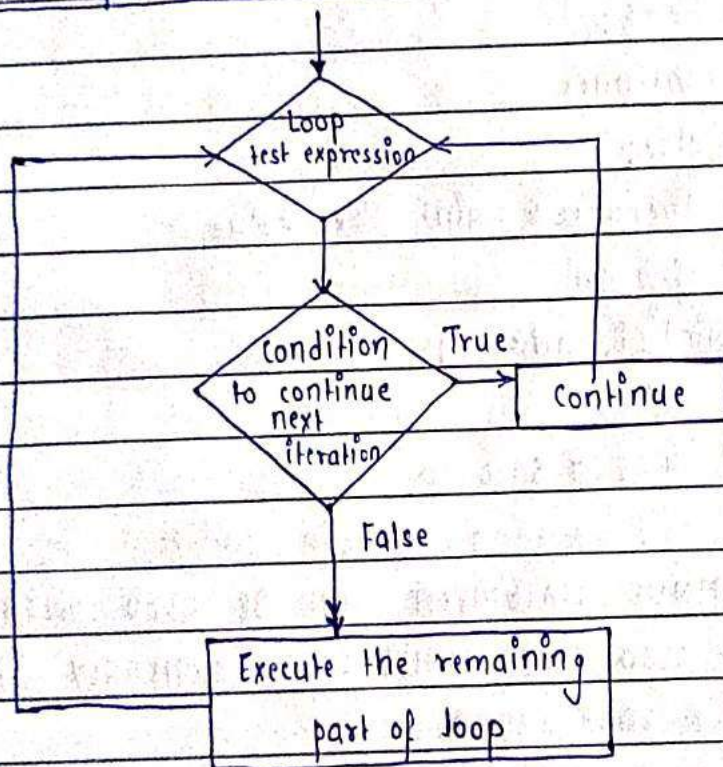 Loop
test expression
Condition
to continue
next
iteration
True
Continue
False
Execute the remaining
part of loop